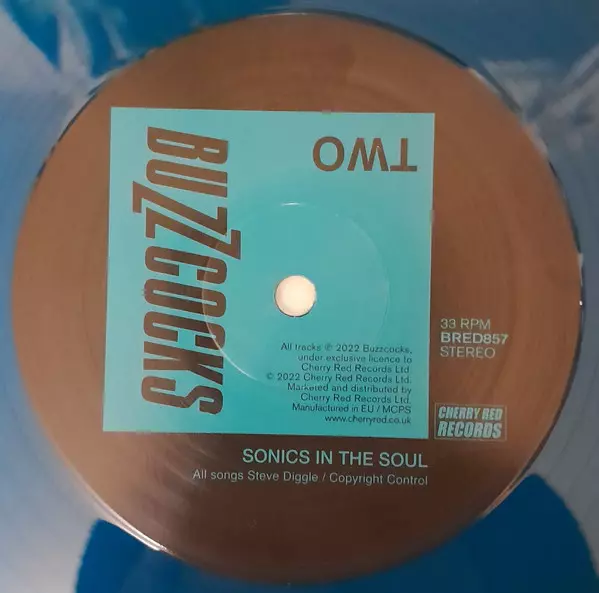 TWO
BUZZCOCKS
33 RPM
BRED857
STEREO
All tracks ℗ 2022 Buzzcocks,
under exclusive licence to
Cherry Red Records Ltd.
© 2022 Cherry Red Records Ltd.
Marketed and distributed by
Cherry Red Records Ltd.
Manufactured in EU / MCPS
www.cherryred.co.uk
CHERRY RED
RECORDS
SONICS IN THE SOUL
All songs Steve Diggle / Copyright Control